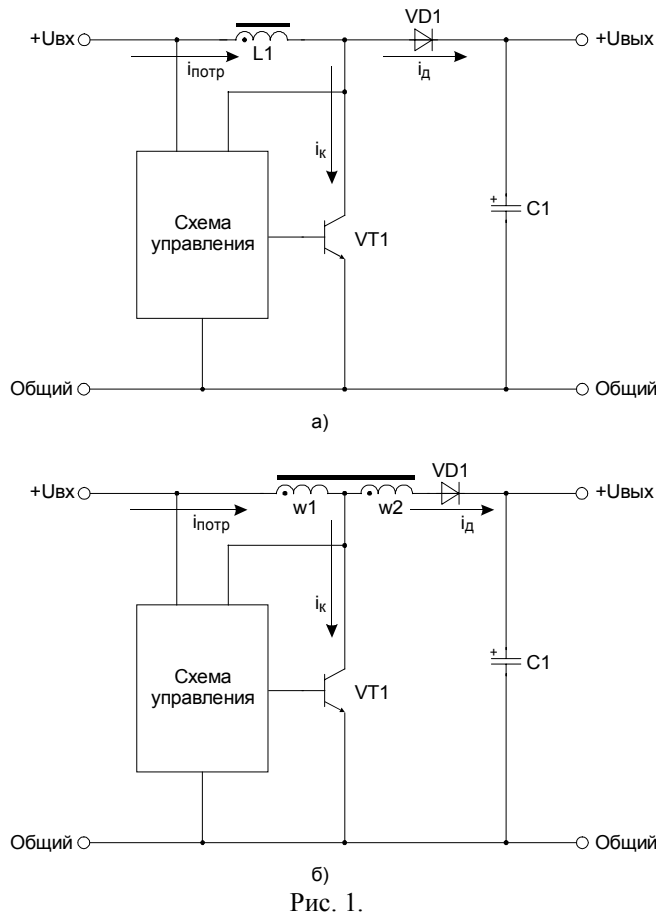 +Uвх
L1
VD1
+Uвых
iпотр
iд
iк
Схема
управления
VT1
+
C1
Общий
Общий
а)
+Uвх
w1
w2
VD1
+Uвых
iпотр
iд
iк
Схема
управления
VT1
+
C1
Общий
Общий
б)
Рис. 1.